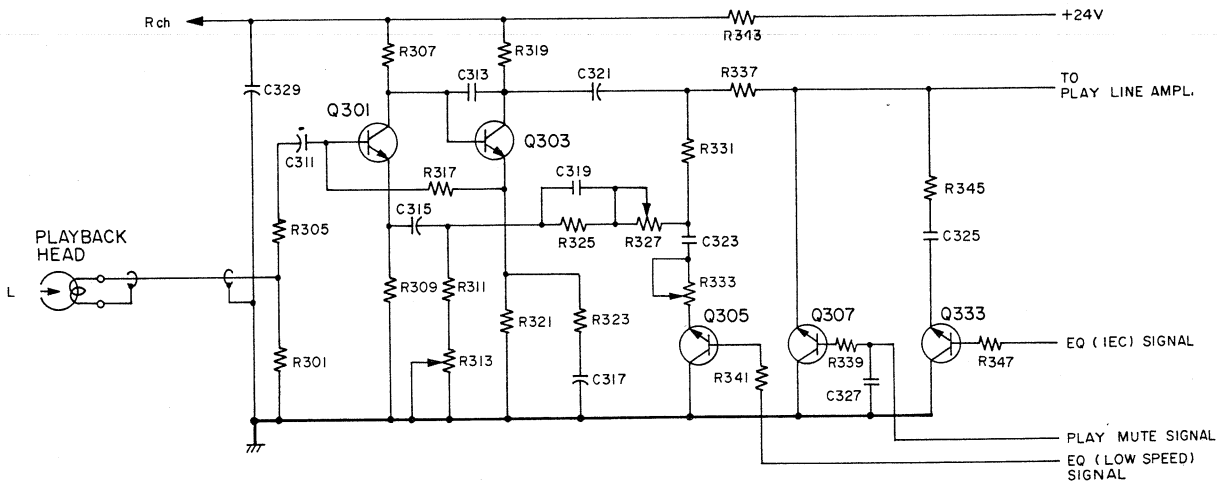 Rch
+24V
R343
R307
R319
C313
C321
R337
TO
PLAY LINE AMPL.
C329
Q301
Q303
C311
R331
R317
C319
R345
C315
R305
R325
R327
C323
C325
PLAYBACK
HEAD
L
R309
R311
R333
R321
R323
Q305
Q307
Q333
R301
R313
R339
R347
EQ (IEC) SIGNAL
R341
C317
C327
PLAY MUTE SIGNAL
EQ (LOW SPEED)
SIGNAL